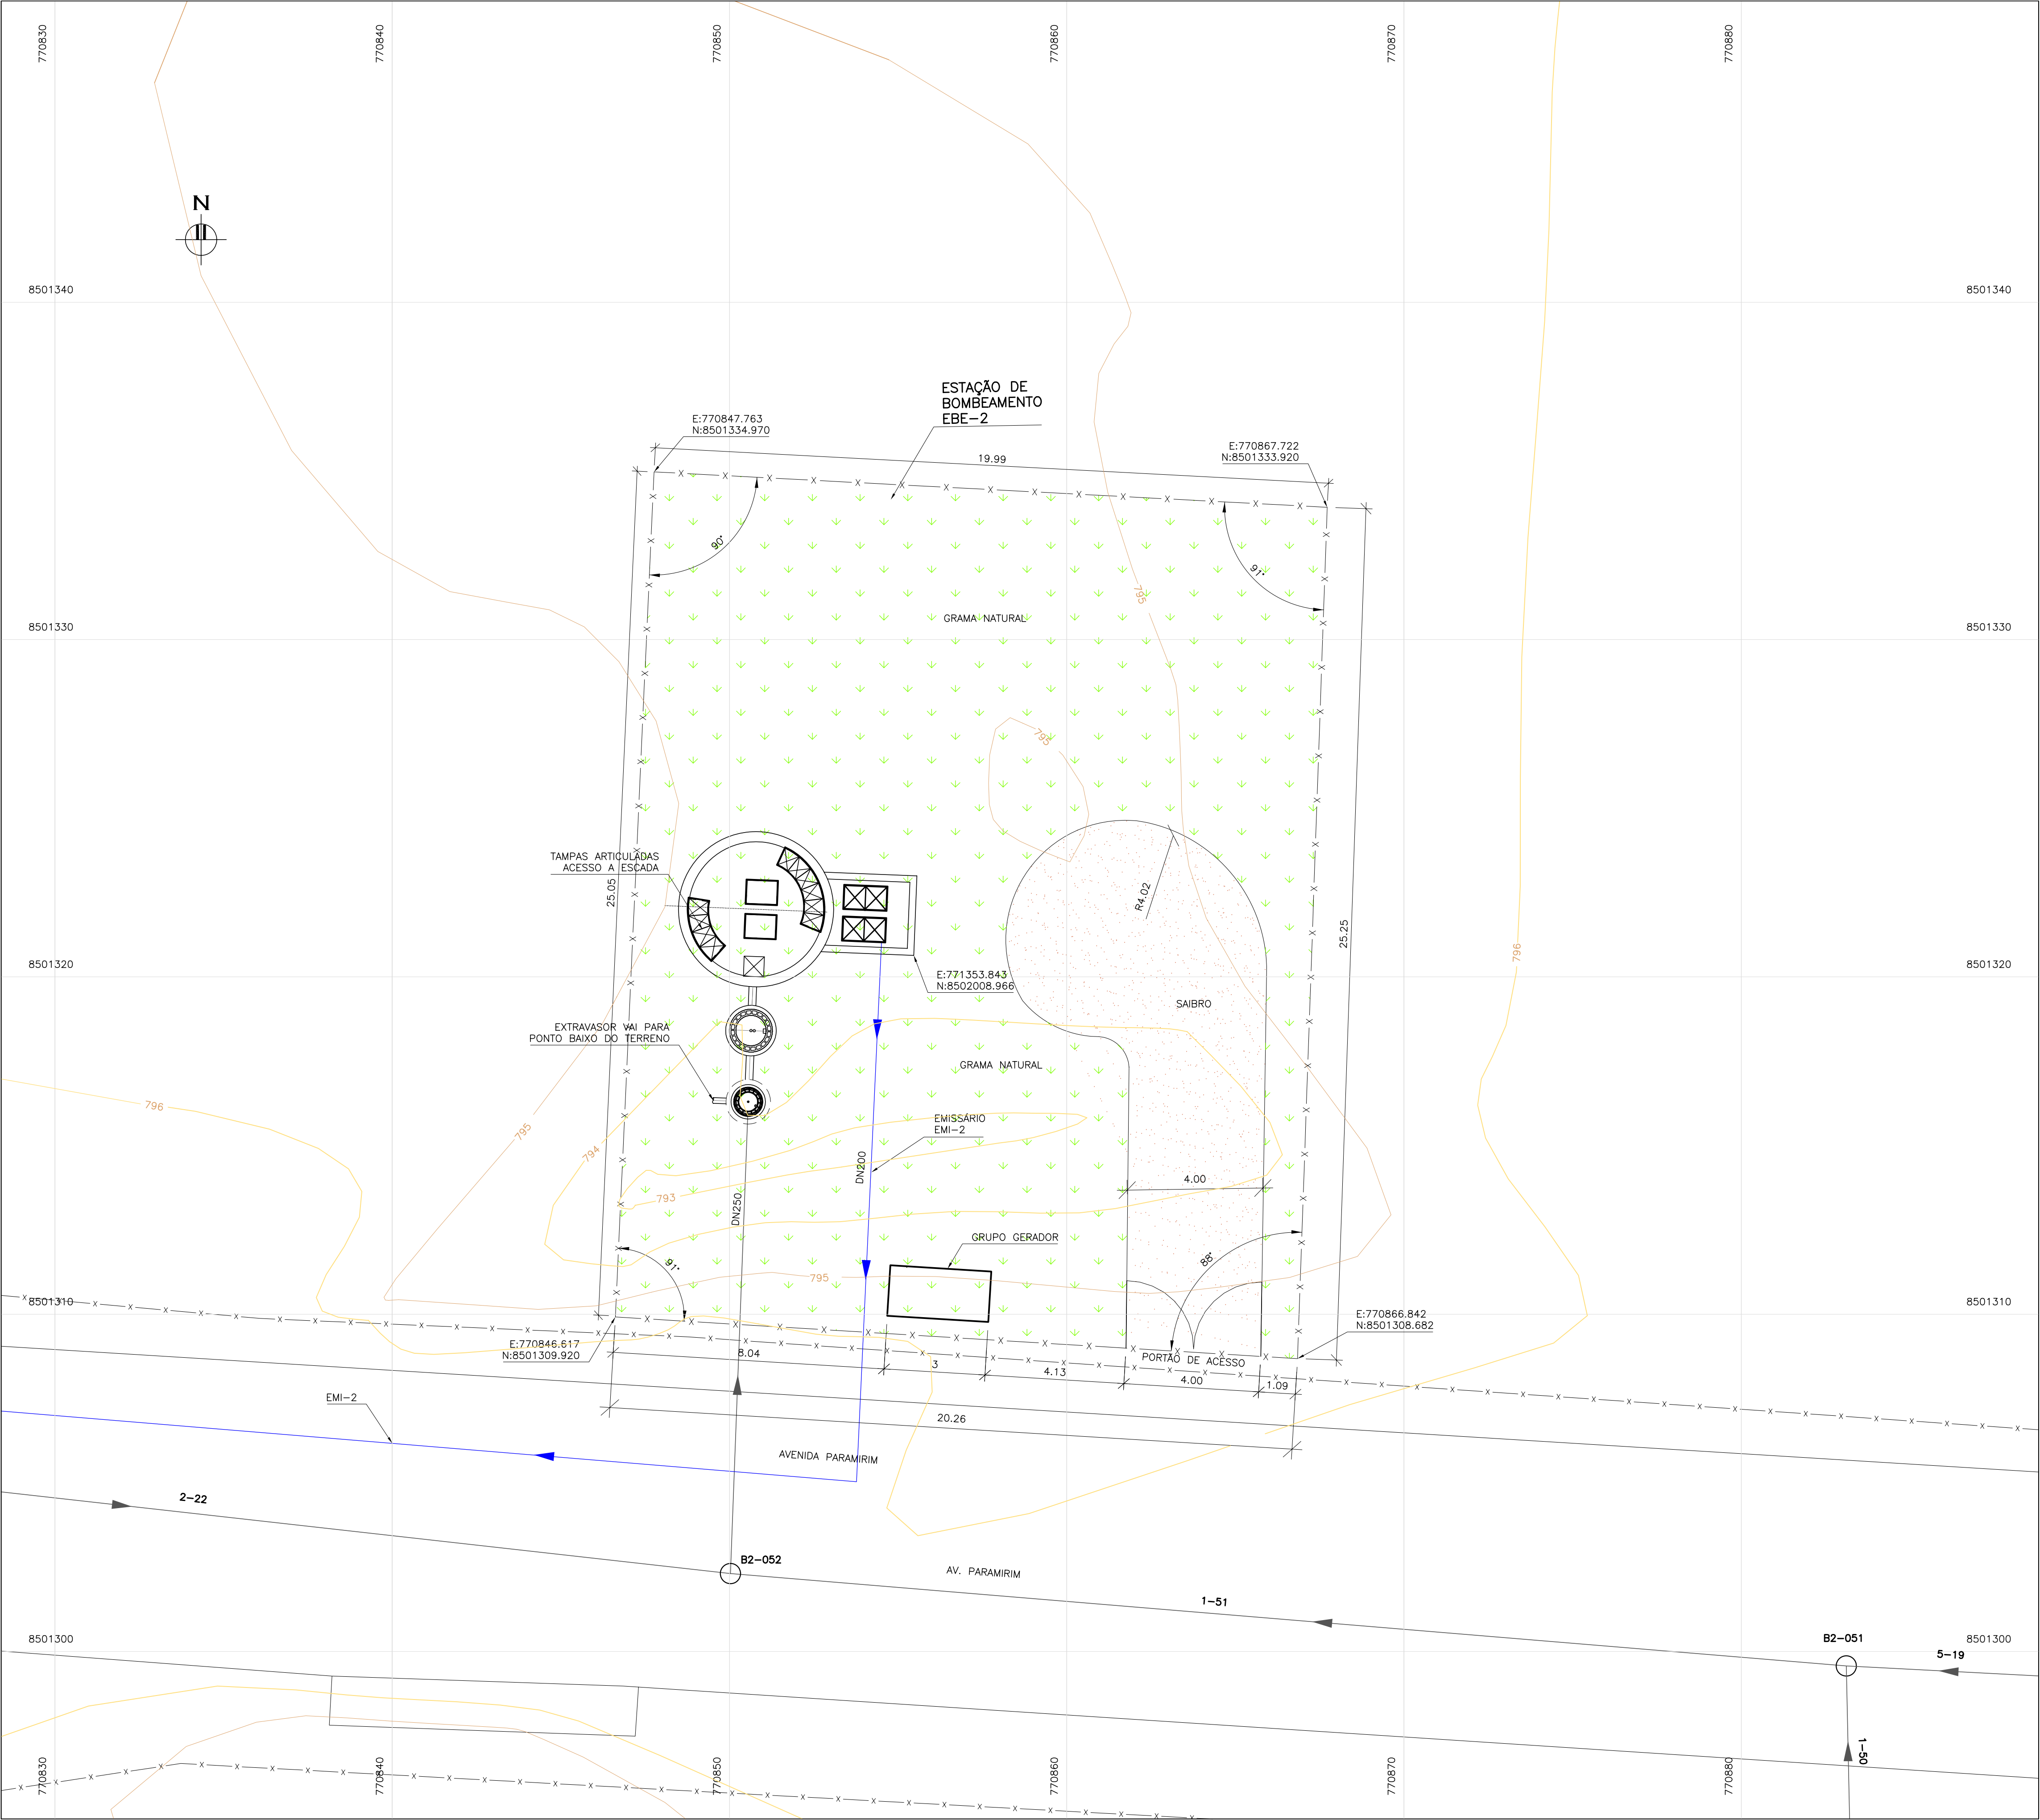 770830
770840
770850
770860
770870
770880
N
8501340
8501340
ESTAÇÃO DE
BOMBEAMENTO
EBE-2
E:770847.763
N:8501334.970
E:770867.722
N:8501333.920
19.99
90°
91°
795
8501330
GRAMA NATURAL
8501330
795
TAMPAS ARTICULADAS
ACESSO A ESCADA
25.05
R4.02
25.25
796
8501320
8501320
E:771353.843
N:8502008.966
SAIBRO
EXTRAVASOR VAI PARA
PONTO BAIXO DO TERRENO
GRAMA NATURAL
796
795
794
EMISSÁRIO
EMI-2
DN200
4.00
793
DN250
GRUPO GERADOR
88°
91°
795
8501310
8501310
E:770866.842
N:8501308.682
E:770846.617
N:8501309.920
8.04
3
4.13
PORTÃO DE ACESSO
4.00
1.09
EMI-2
20.26
AVENIDA PARAMIRIM
2-22
B2-052
AV. PARAMIRIM
1-51
8501300
B2-051
8501300
5-19
1-50
770830
770840
770850
770860
770870
770880